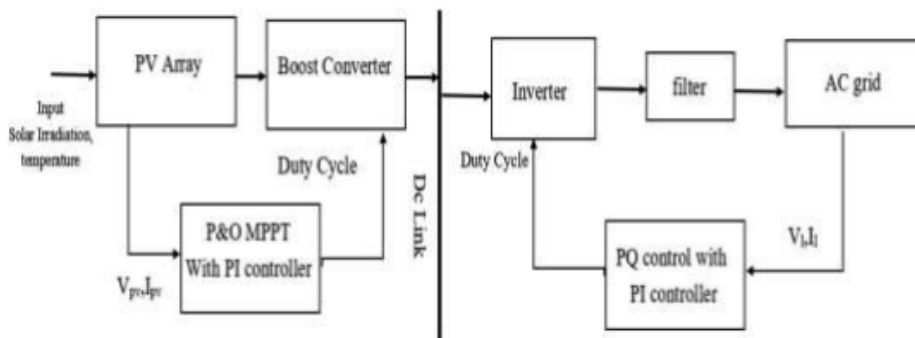 PV Array
Boost Converter
Inverter
filter
AC grid
Input
Solar Irradiation,
temperature
Duty Cycle
Duty Cycle
Dc Link
P&O MPPT
With PI controller
Vpv,Ipv
PQ control with
PI controller
Vl,Il